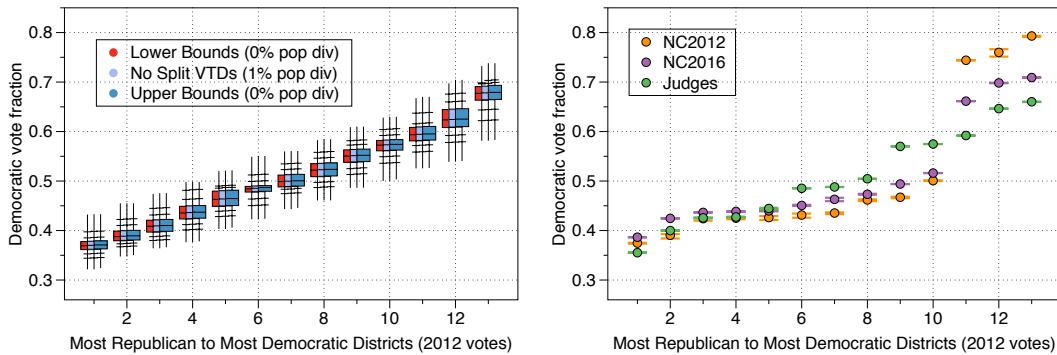 0.8
0.7
0.6
0.5
0.4
0.3
Democratic vote fraction
Lower Bounds (0% pop div)
No Split VTDs (1% pop div)
Upper Bounds (0% pop div)
2 4 6 8 10 12
Most Republican to Most Democratic Districts (2012 votes)
0.8
0.7
0.6
0.5
0.4
0.3
Democratic vote fraction
NC2012
NC2016
Judges
2 4 6 8 10 12
Most Republican to Most Democratic Districts (2012 votes)